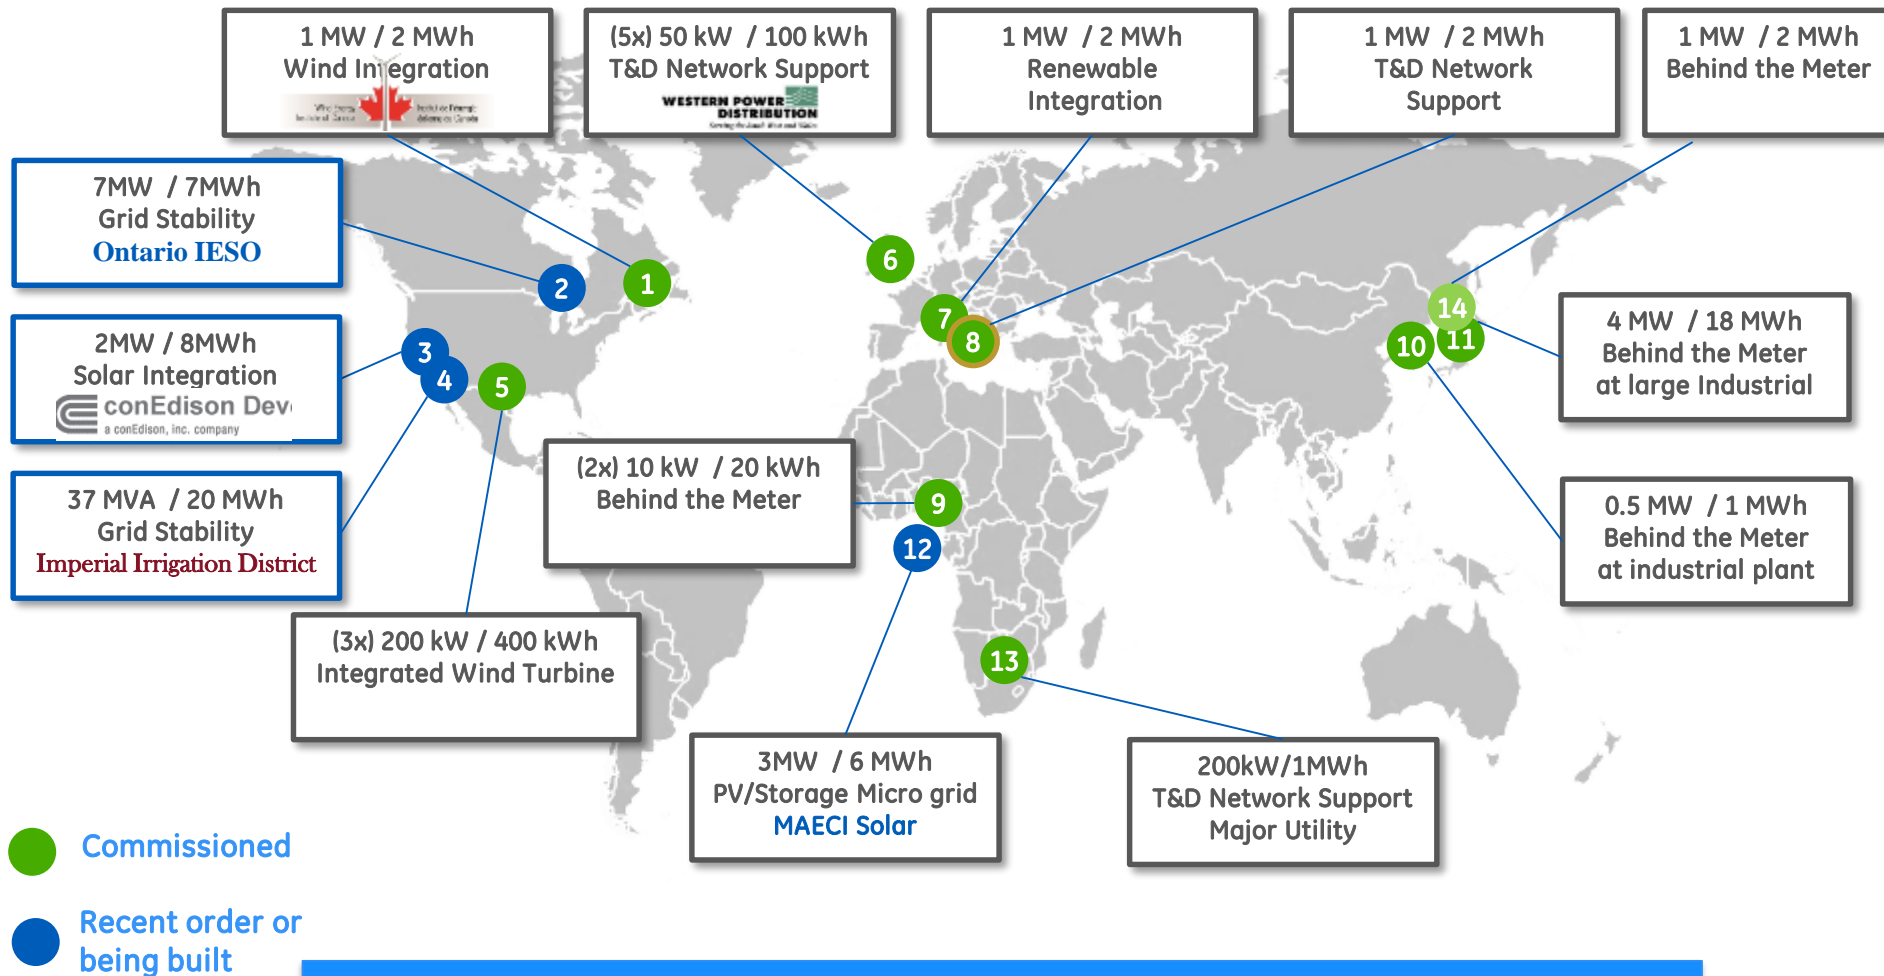 1 MW / 2 MWh
Wind Integration
(5x) 50 kW / 100 kWh
T&D Network Support
WESTERN POWER
DISTRIBUTION
1 MW / 2 MWh
Renewable
Integration
1 MW / 2 MWh
T&D Network
Support
1 MW / 2 MWh
Behind the Meter
7MW / 7MWh
Grid Stability
Ontario IESO
2MW / 8MWh
Solar Integration
conEdison Dev
a conEdison, inc. company
37 MVA / 20 MWh
Grid Stability
Imperial Irrigation District
(3x) 200 kW / 400 kWh
Integrated Wind Turbine
(2x) 10 kW / 20 kWh
Behind the Meter
3MW / 6 MWh
PV/Storage Micro grid
MAECI Solar
200kW/1MWh
T&D Network Support
Major Utility
4 MW / 18 MWh
Behind the Meter
at large Industrial
0.5 MW / 1 MWh
Behind the Meter
at industrial plant
1
2
3
4
5
6
7
8
9
10
11
12
13
14
Commissioned
Recent order or
being built